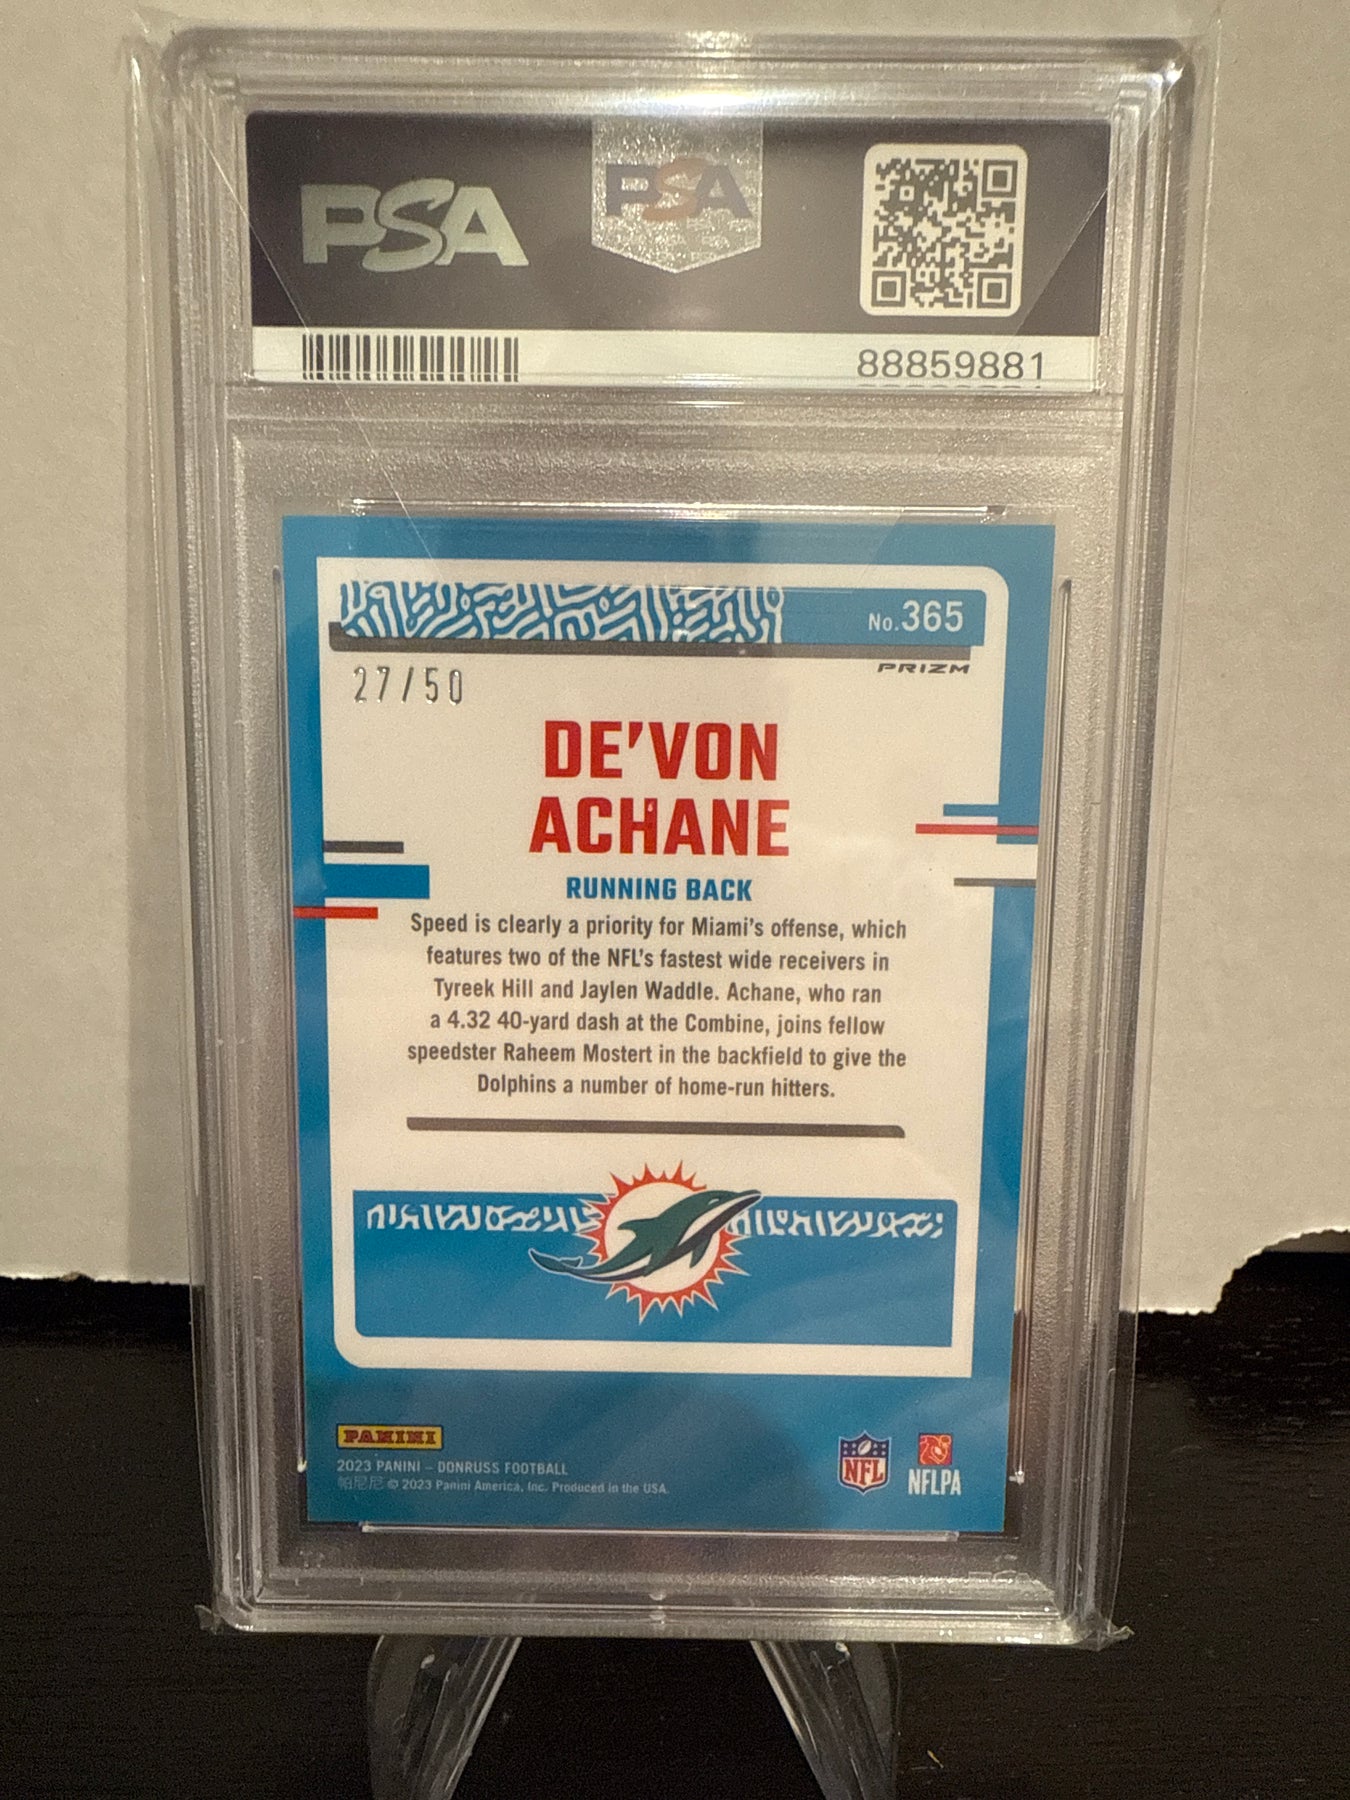 PSA
PSA
88859881
No.365
PRIZM
27/50
DE'VON
ACHANE
RUNNING BACK
Speed is clearly a priority for Miami's offense, which
features two of the NFL's fastest wide receivers in
Tyreek Hill and Jaylen Waddle. Achane, who ran
a 4.32 40-yard dash at the Combine, joins fellow
speedster Raheem Mostert in the backfield to give the
Dolphins a number of home-run hitters.
PANINI
2023 PANINI – DONRUSS FOOTBALL
帕尼尼 © 2023 Panini America, Inc. Produced in the USA.
NFL
NFLPA